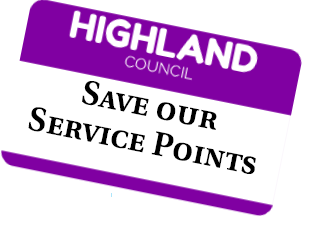 HIGHLAND
COUNCIL
Save our
Service Points